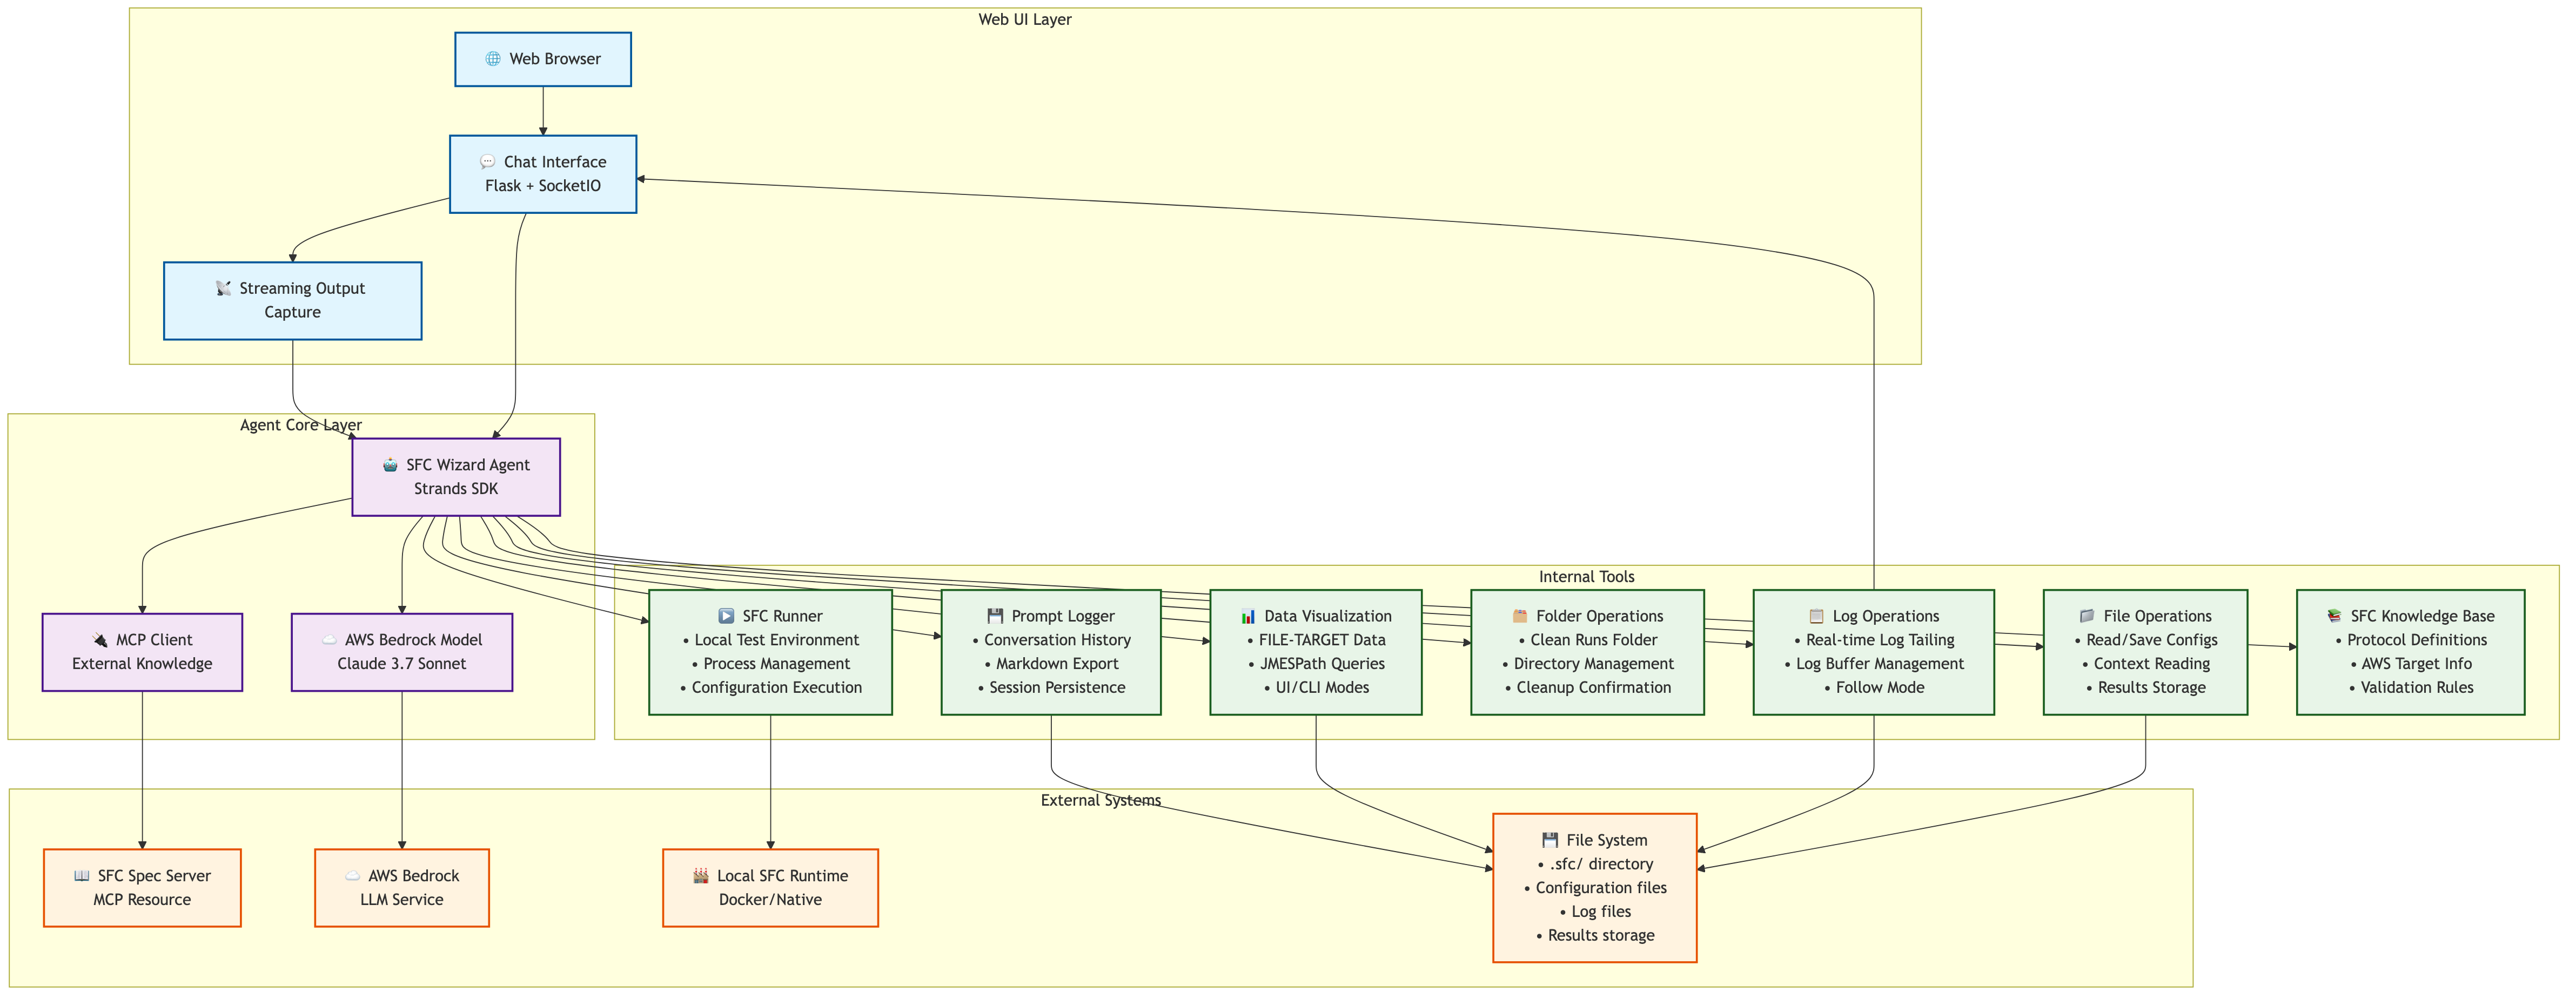 Web UI Layer
Web Browser
Chat Interface
Flask + SocketIO
Streaming Output
Capture
Agent Core Layer
SFC Wizard Agent
Strands SDK
MCP Client
External Knowledge
AWS Bedrock Model
Claude 3.7 Sonnet
Internal Tools
SFC Runner
• Local Test Environment
• Process Management
• Configuration Execution
Prompt Logger
• Conversation History
• Markdown Export
• Session Persistence
Data Visualization
• FILE-TARGET Data
• JMESPath Queries
• UI/CLI Modes
Folder Operations
• Clean Runs Folder
• Directory Management
• Cleanup Confirmation
Log Operations
• Real-time Log Tailing
• Log Buffer Management
• Follow Mode
File Operations
• Read/Save Configs
• Context Reading
• Results Storage
SFC Knowledge Base
• Protocol Definitions
• AWS Target Info
• Validation Rules
External Systems
SFC Spec Server
MCP Resource
AWS Bedrock
LLM Service
Local SFC Runtime
Docker/Native
File System
• .sfc/ directory
• Configuration files
• Log files
• Results storage